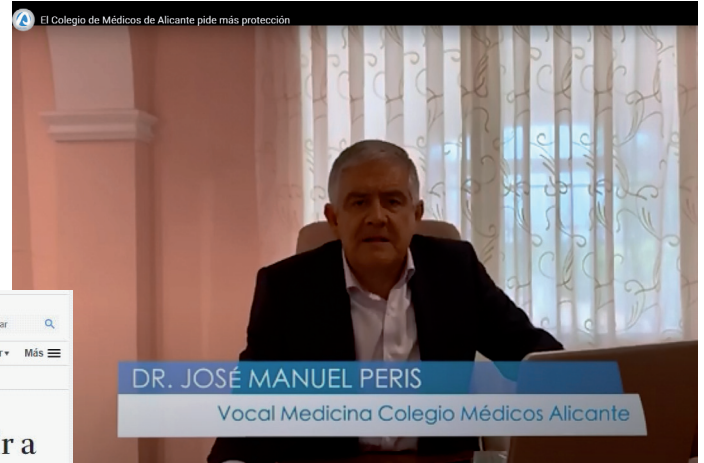 El Colegio de Médicos de Alicante pide más protección
ar
r ▾ Más ☰
r a
DR. JOSÉ MANUEL PERIS
Vocal Medicina Colegio Médicos Alicante